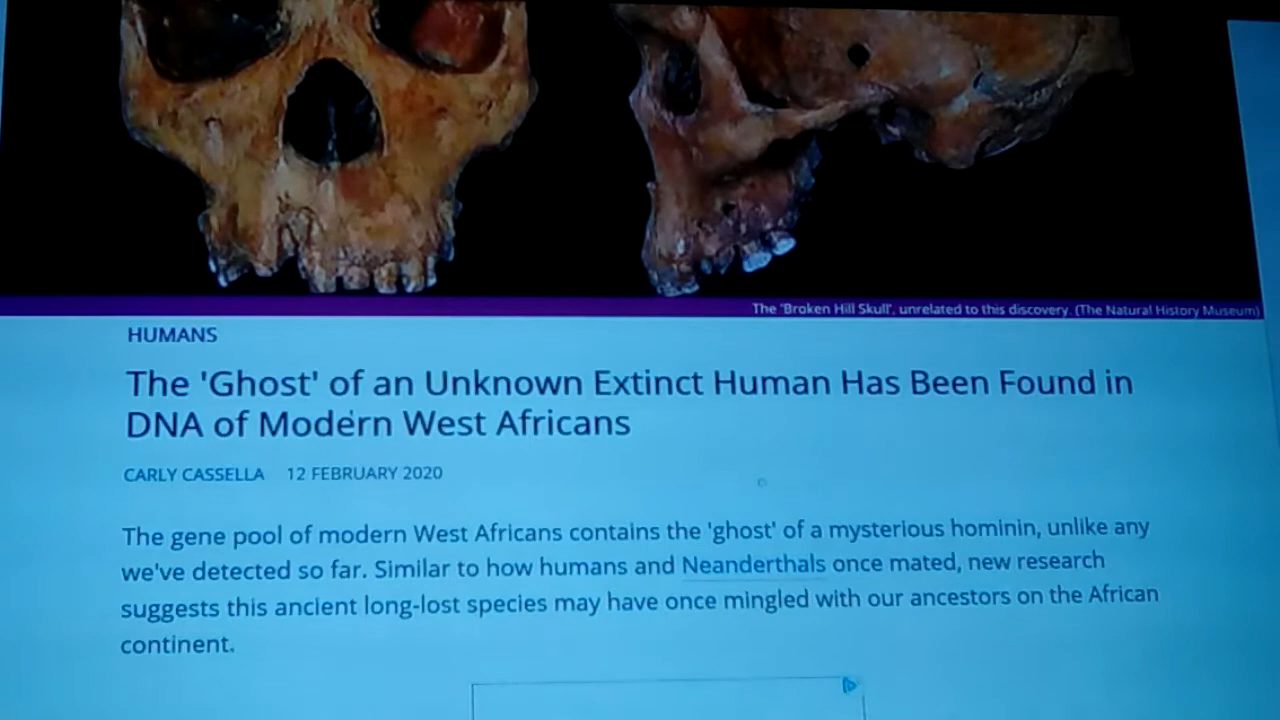 The 'Broken Hill Skull', unrelated to this discovery. (The Natural History Museum)
HUMANS
The 'Ghost' of an Unknown Extinct Human Has Been Found in
DNA of Modern West Africans
CARLY CASSELLA 12 FEBRUARY 2020
The gene pool of modern West Africans contains the 'ghost' of a mysterious hominin, unlike any
we've detected so far. Similar to how humans and Neanderthals once mated, new research
suggests this ancient long-lost species may have once mingled with our ancestors on the African
continent.